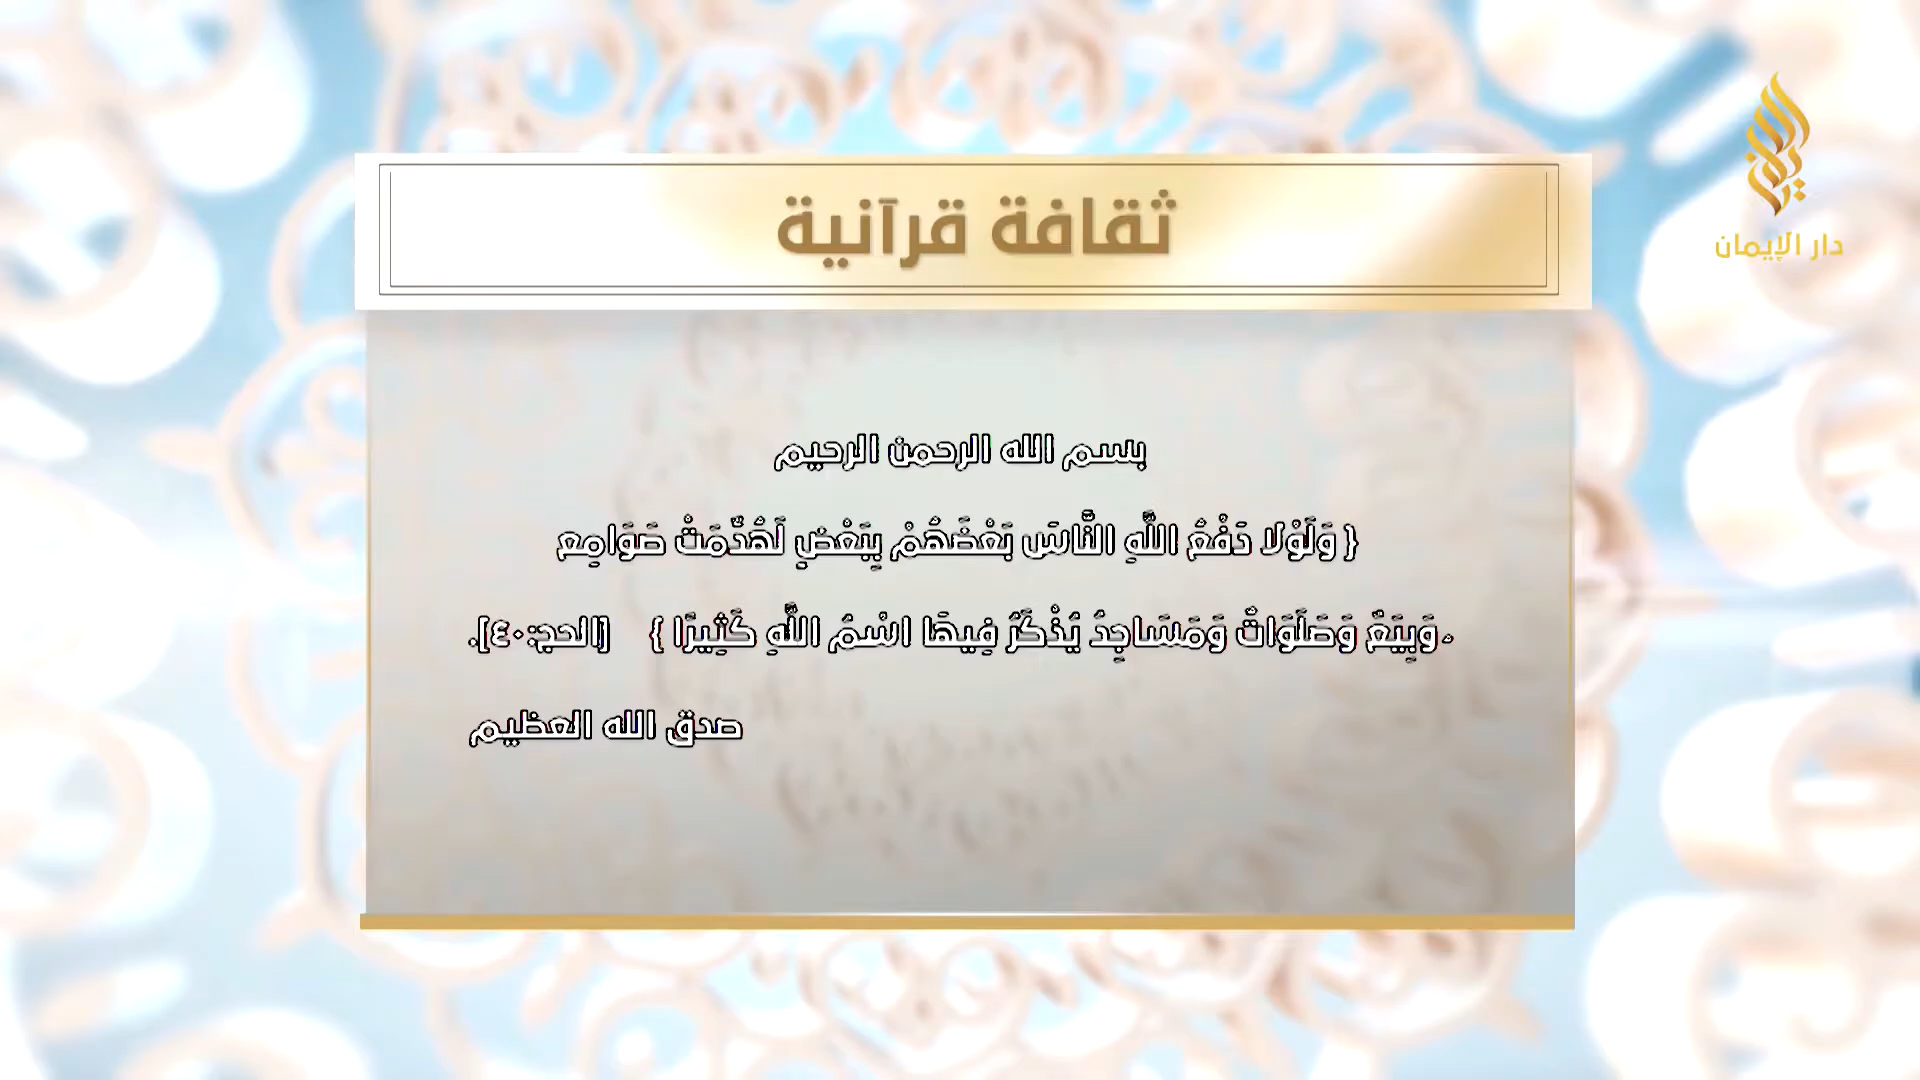 ثقافة قرآنية
دار الإيمان
بسم الله الرحمن الرحيم
{ وَلَوْلَا دَفْعُ اللَّهِ النَّاسَ بَعْضَهُمْ بِبَعْضٍ لَهُدِّمَتْ صَوَامِع
ُ وَبِيَعٌ وَصَلَوَاتٌ وَمَسَاجِدُ يُذْكَرُ فِيهَا اسْمُ اللَّهِ كَثِيرًا } [الحج:٤٠].
صدق الله العظيم